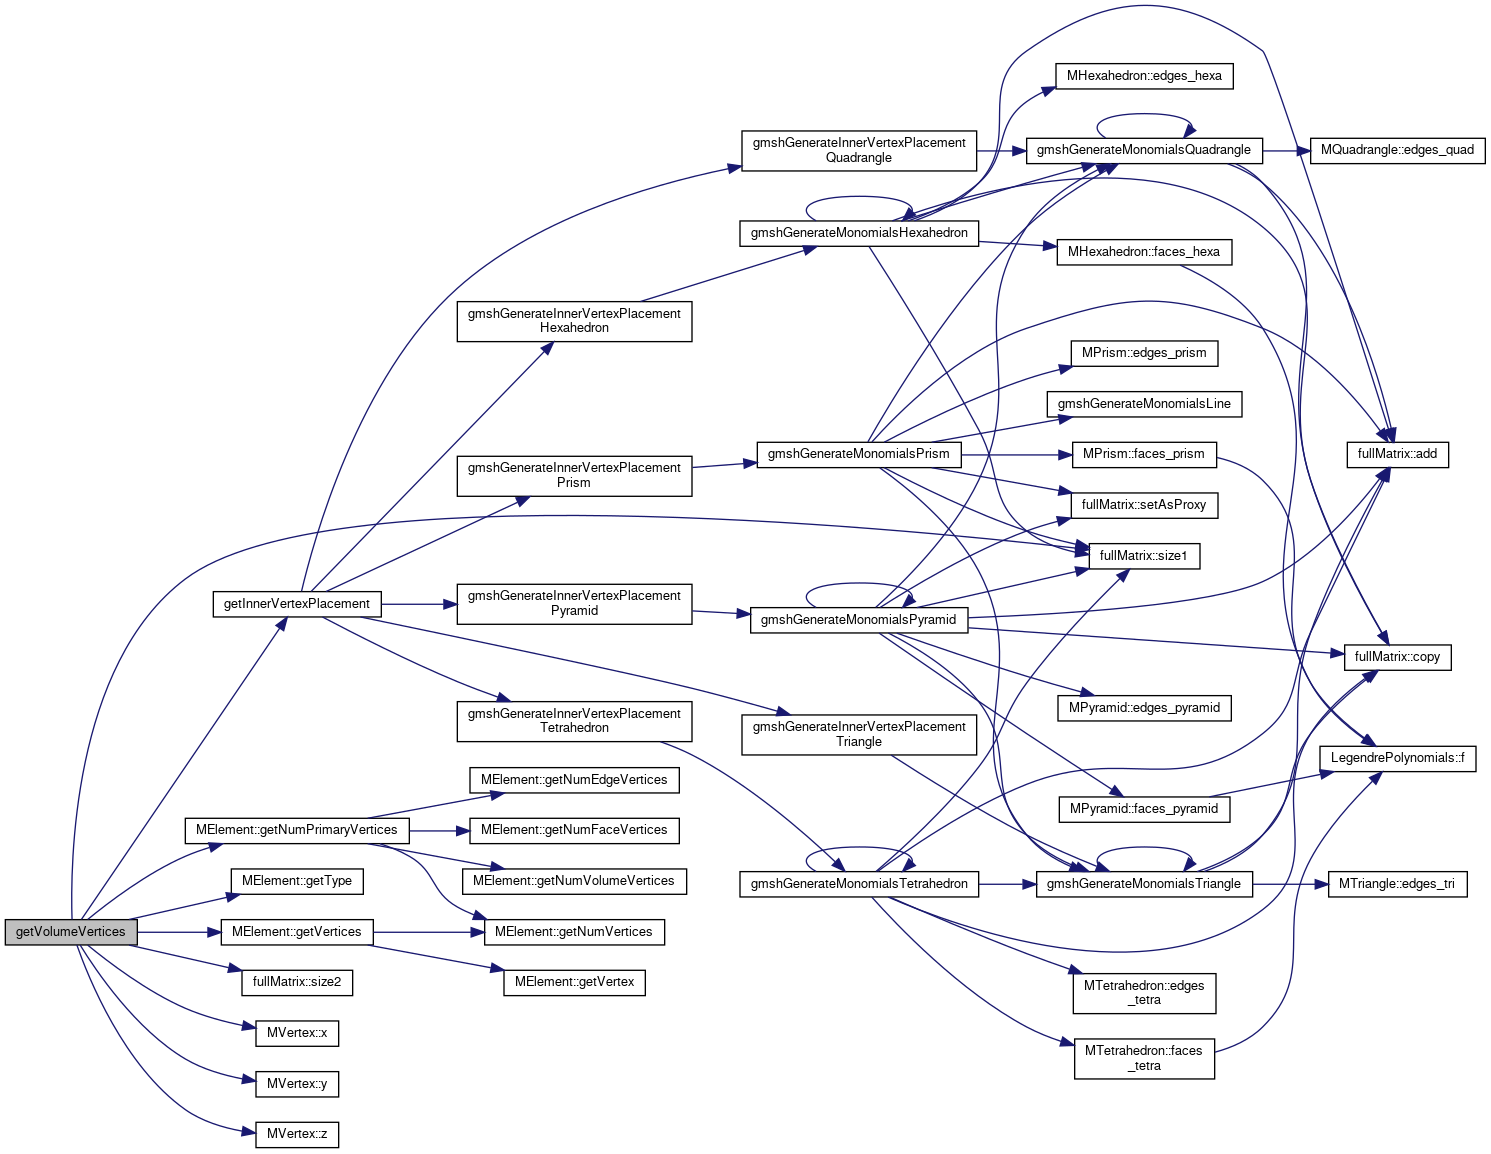 getVolumeVertices
getInnerVertexPlacement
MElement::getNumPrimaryVertices
MElement::getType
MElement::getVertices
fullMatrix::size2
MVertex::x
MVertex::y
MVertex::z
gmshGenerateInnerVertexPlacement
Hexahedron
gmshGenerateInnerVertexPlacement
Prism
gmshGenerateInnerVertexPlacement
Pyramid
gmshGenerateInnerVertexPlacement
Tetrahedron
MElement::getNumEdgeVertices
MElement::getNumFaceVertices
MElement::getNumVolumeVertices
MElement::getNumVertices
MElement::getVertex
gmshGenerateInnerVertexPlacement
Quadrangle
gmshGenerateMonomialsHexahedron
gmshGenerateMonomialsPrism
gmshGenerateMonomialsPyramid
gmshGenerateInnerVertexPlacement
Triangle
gmshGenerateMonomialsTetrahedron
MHexahedron::edges_hexa
gmshGenerateMonomialsQuadrangle
MHexahedron::faces_hexa
MPrism::edges_prism
gmshGenerateMonomialsLine
MPrism::faces_prism
fullMatrix::setAsProxy
fullMatrix::size1
MPyramid::edges_pyramid
MPyramid::faces_pyramid
gmshGenerateMonomialsTriangle
MTetrahedron::edges
_tetra
MTetrahedron::faces
_tetra
MQuadrangle::edges_quad
fullMatrix::add
fullMatrix::copy
LegendrePolynomials::f
MTriangle::edges_tri